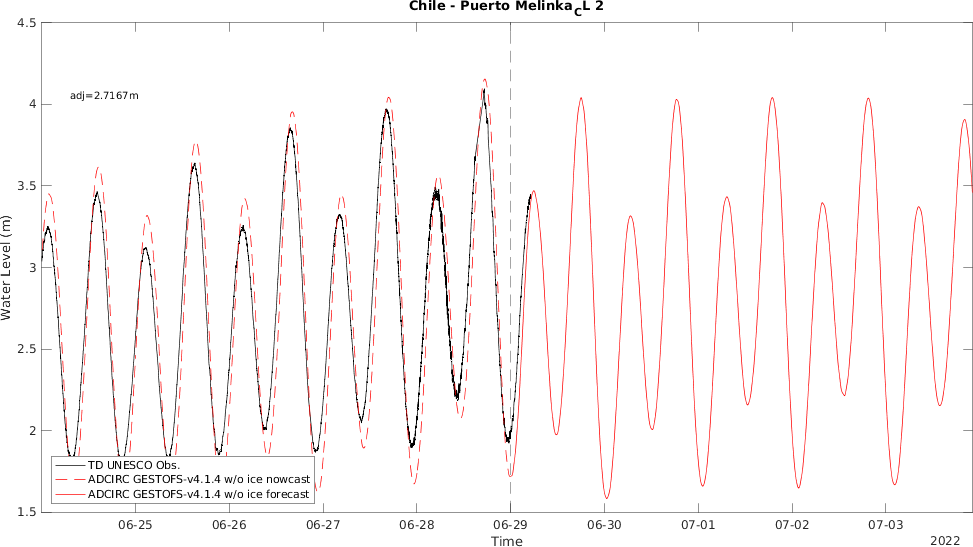 Chile - Puerto Melinka_CL 2
adj=2.7167m
Water Level (m)
4.5
4
3.5
3
2.5
2
1.5
TD UNESCO Obs.
ADCIRC GESTOFS-v4.1.4 w/o ice nowcast
ADCIRC GESTOFS-v4.1.4 w/o ice forecast
06-25 06-26 06-27 06-28 06-29 06-30 07-01 07-02 07-03
Time
2022